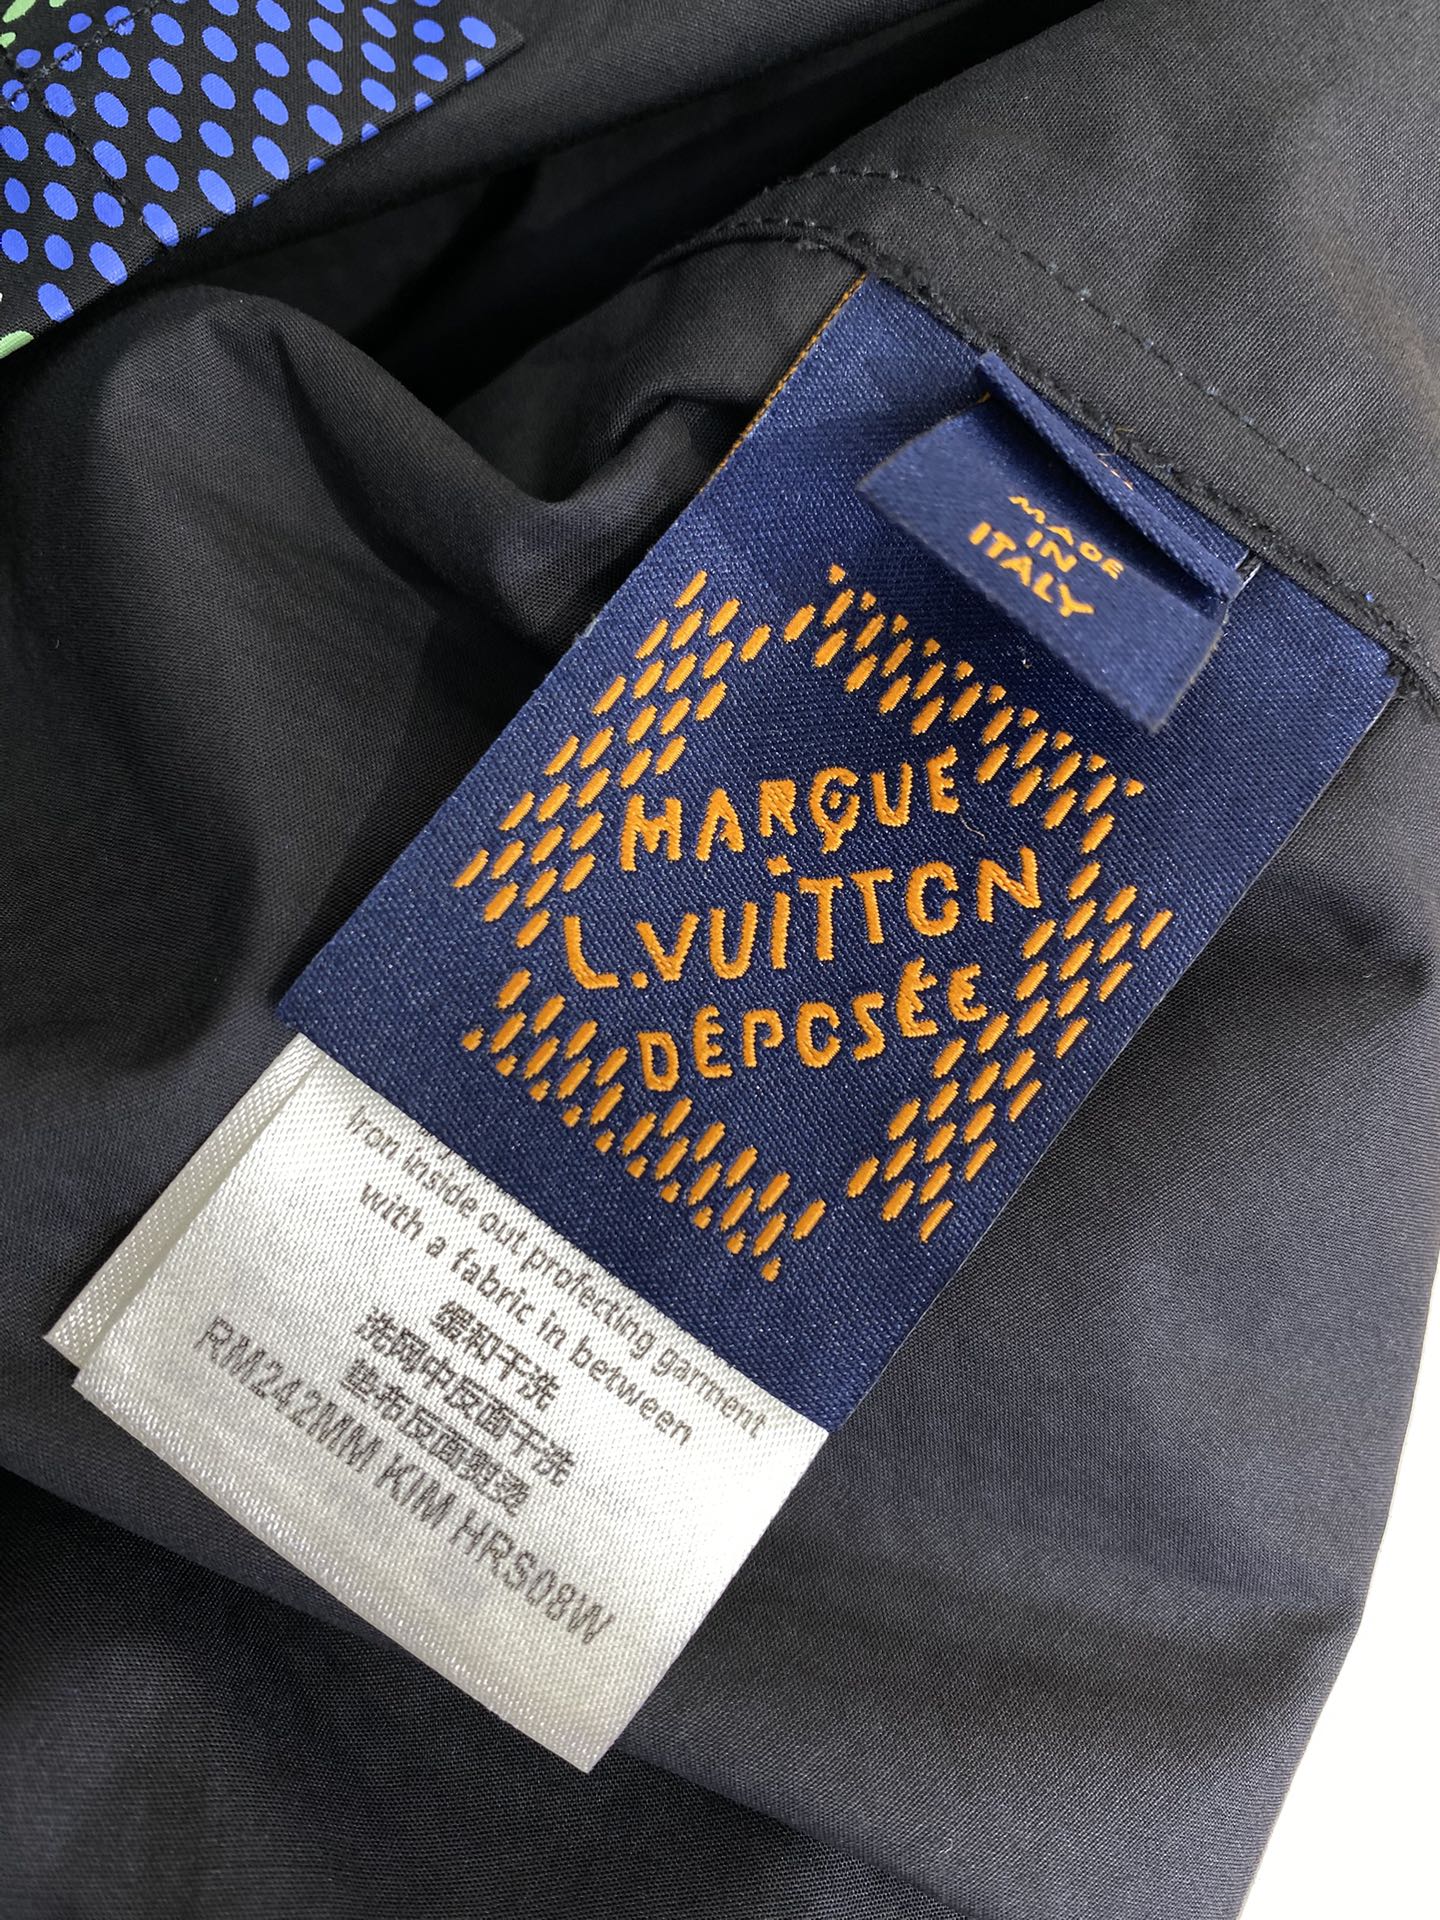 MADE
IN
ITALY
MARQUE
L.VUITTON
DÉPOSÉE
Iron inside out profecting garment
with a fabric in between
缓和干洗
洗网中反面干洗
垫布反面熨烫
RM242MM KIM HRS08W